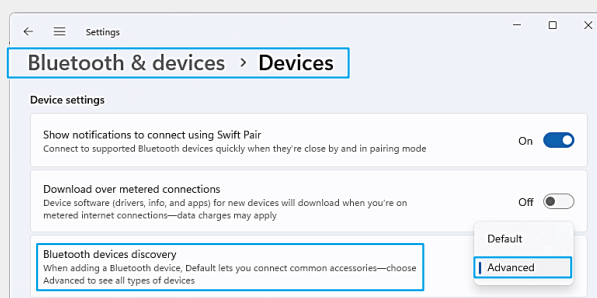 Settings
Bluetooth & devices › Devices
Device settings
Show notifications to connect using Swift Pair
Connect to supported Bluetooth devices quickly when they're close by and in pairing mode
On
Download over metered connections
Device software (drivers, info, and apps) for new devices will download when you're on
metered internet connections—data charges may apply
Off
Bluetooth devices discovery
When adding a Bluetooth device, Default lets you connect common accessories—choose
Advanced to see all types of devices
Default
Advanced